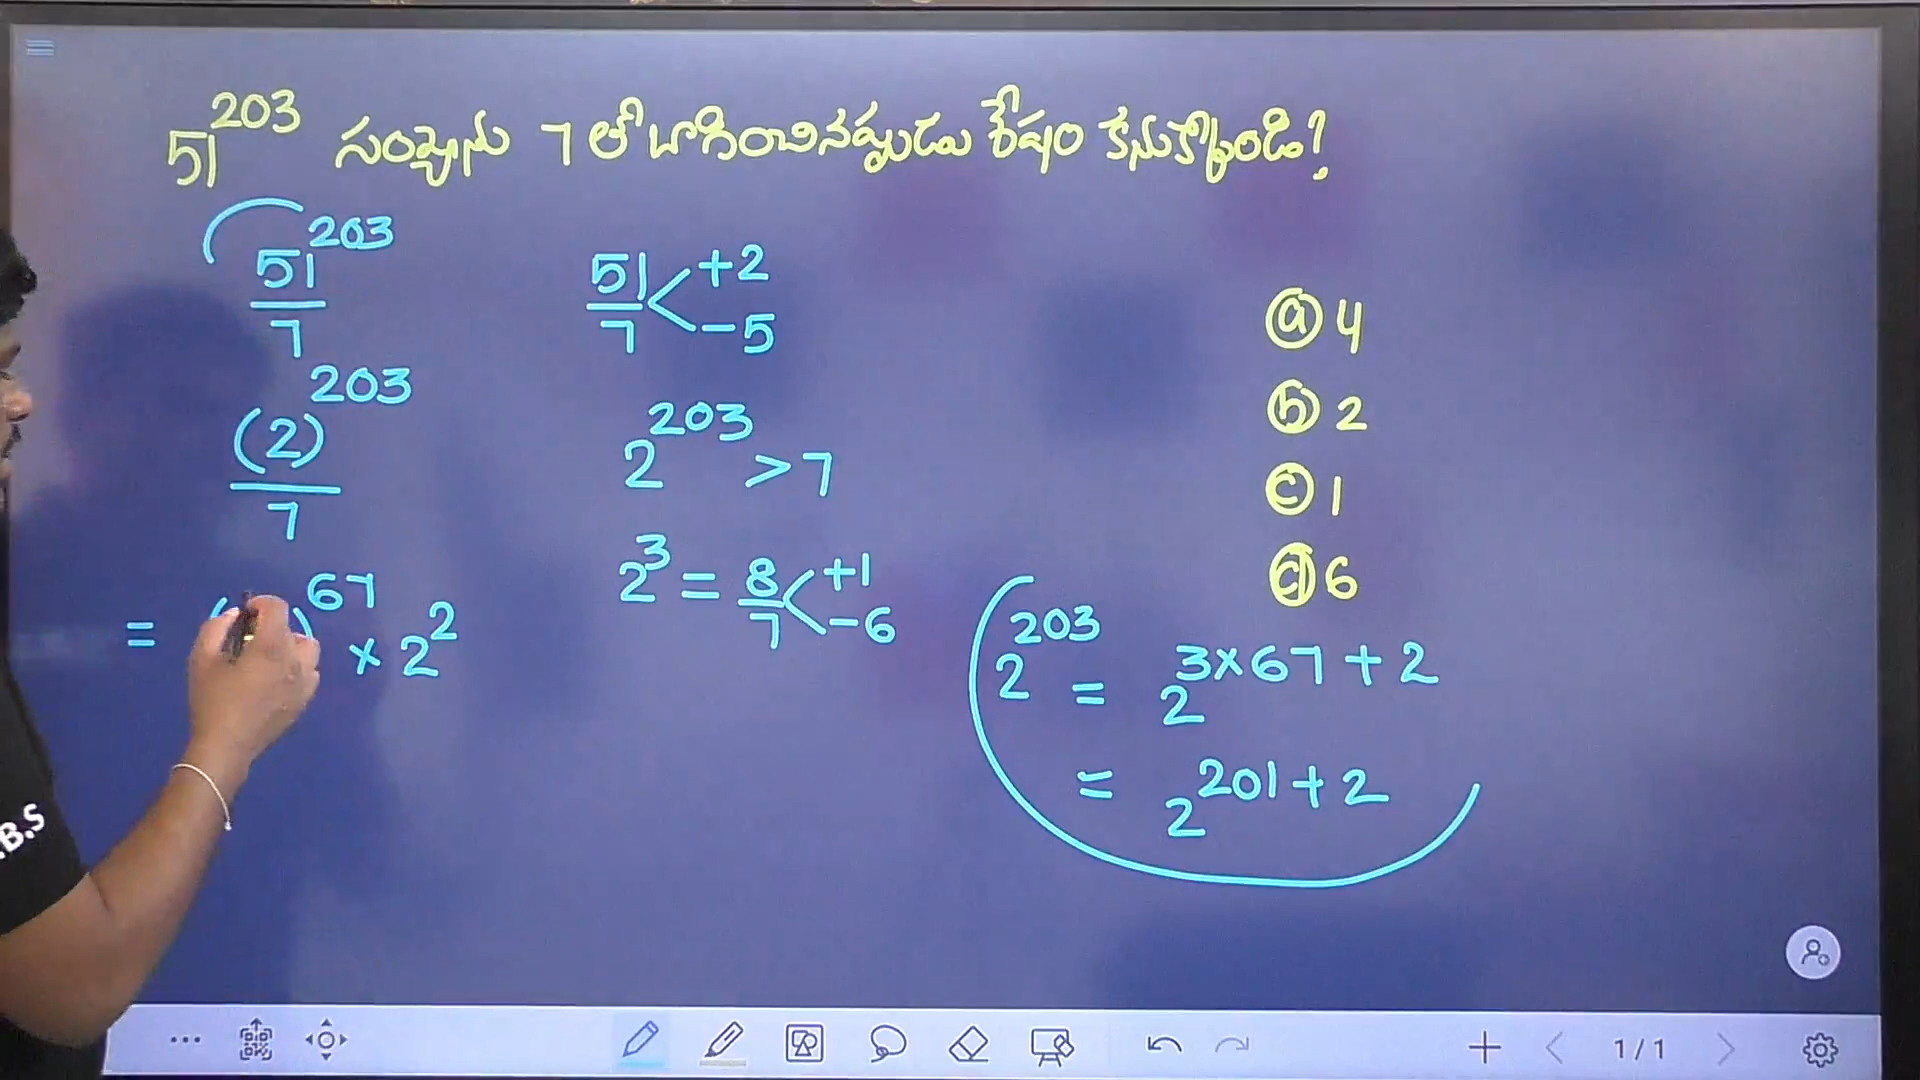 51^203 సంఖ్యను 7 తో బాగించినప్పుడు శేషం కనుక్కోండి?
51^203 / 7
(2)^203 / 7
= ( )^67 × 2^2
51/7 < +2 -5
2^203 > 7
2^3 = 8/7 < +1 -6
ⓐ 4
ⓑ 2
ⓒ 1
ⓓ 6
2^203 = 2^3×67+2
= 2^201+2
.B.S
1/1